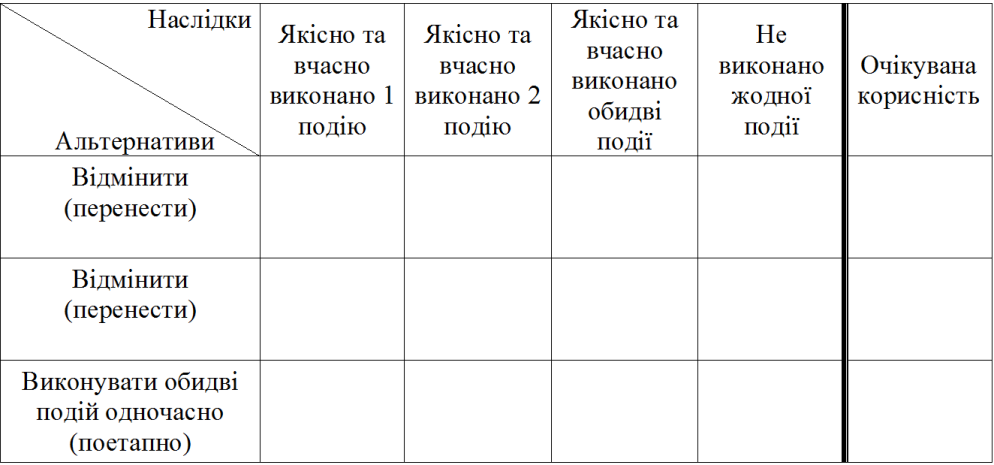 Наслідки
Альтернативи
Якісно та
вчасно
виконано 1
подію
Якісно та
вчасно
виконано 2
подію
Якісно та
вчасно
виконано
обидві
події
Не
виконано
жодної
події
Очікувана
корисність
Відмінити
(перенести)
Відмінити
(перенести)
Виконувати обидві
подій одночасно
(поетапно)